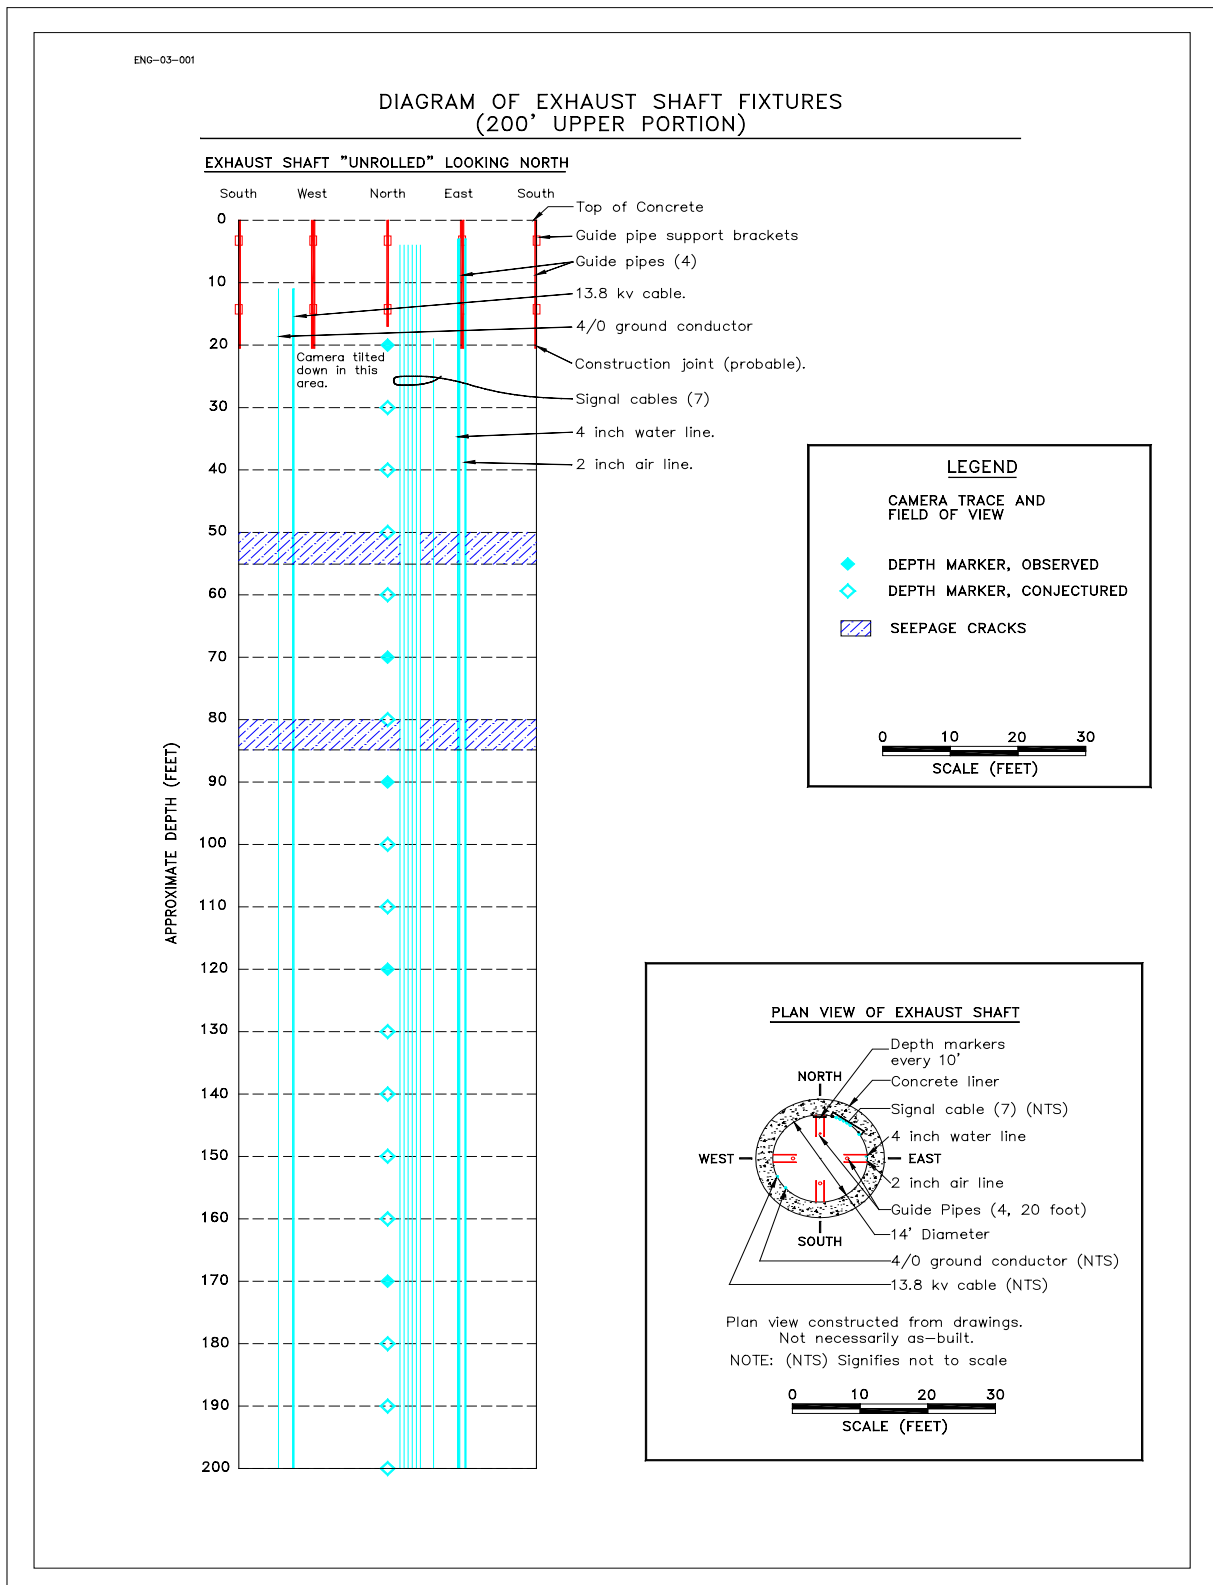 ENG-03-001
DIAGRAM OF EXHAUST SHAFT FIXTURES
(200' UPPER PORTION)
EXHAUST SHAFT "UNROLLED" LOOKING NORTH
South West North East South
0
10
20
30
40
50
60
70
80
90
100
110
120
130
140
150
160
170
180
190
200
APPROXIMATE DEPTH (FEET)
Top of Concrete
Guide pipe support brackets
Guide pipes (4)
13.8 kv cable.
4/0 ground conductor
Camera tilted
down in this
area.
Construction joint (probable).
Signal cables (7)
4 inch water line.
2 inch air line.
LEGEND
CAMERA TRACE AND
FIELD OF VIEW
DEPTH MARKER, OBSERVED
DEPTH MARKER, CONJECTURED
SEEPAGE CRACKS
0 10 20 30
SCALE (FEET)
PLAN VIEW OF EXHAUST SHAFT
Depth markers
every 10'
NORTH
Concrete liner
Signal cable (7) (NTS)
4 inch water line
WEST
EAST
2 inch air line
Guide Pipes (4, 20 foot)
14' Diameter
SOUTH
4/0 ground conductor (NTS)
13.8 kv cable (NTS)
Plan view constructed from drawings.
Not necessarily as-built.
NOTE: (NTS) Signifies not to scale
0 10 20 30
SCALE (FEET)